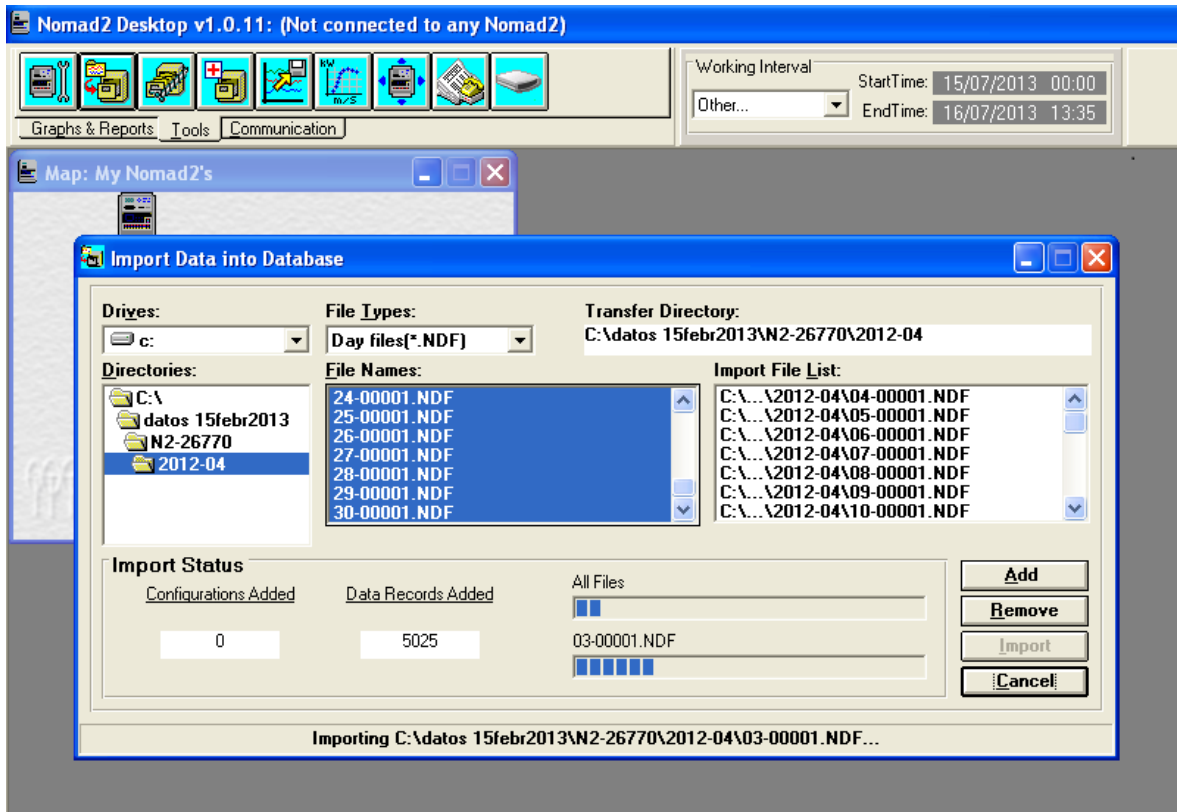 Nomad2 Desktop v1.0.11: (Not connected to any Nomad2)
KW
m/s
Graphs & Reports Tools Communication
Working Interval
Other...
StartTime: 15/07/2013 00:00
EndTime: 16/07/2013 13:35
Map: My Nomad2's
Import Data into Database
Drives:
c:
File Types:
Day files(*.NDF)
Transfer Directory:
C:\datos 15febr2013\N2-26770\2012-04
Directories:
C:\
datos 15febr2013
N2-26770
2012-04
File Names:
24-00001.NDF
25-00001.NDF
26-00001.NDF
27-00001.NDF
28-00001.NDF
29-00001.NDF
30-00001.NDF
Import File List:
C:\...\2012-04\04-00001.NDF
C:\...\2012-04\05-00001.NDF
C:\...\2012-04\06-00001.NDF
C:\...\2012-04\07-00001.NDF
C:\...\2012-04\08-00001.NDF
C:\...\2012-04\09-00001.NDF
C:\...\2012-04\10-00001.NDF
Import Status
Configurations Added
0
Data Records Added
5025
All Files
03-00001.NDF
Add
Remove
Import
Cancel
Importing C:\datos 15febr2013\N2-26770\2012-04\03-00001.NDF...